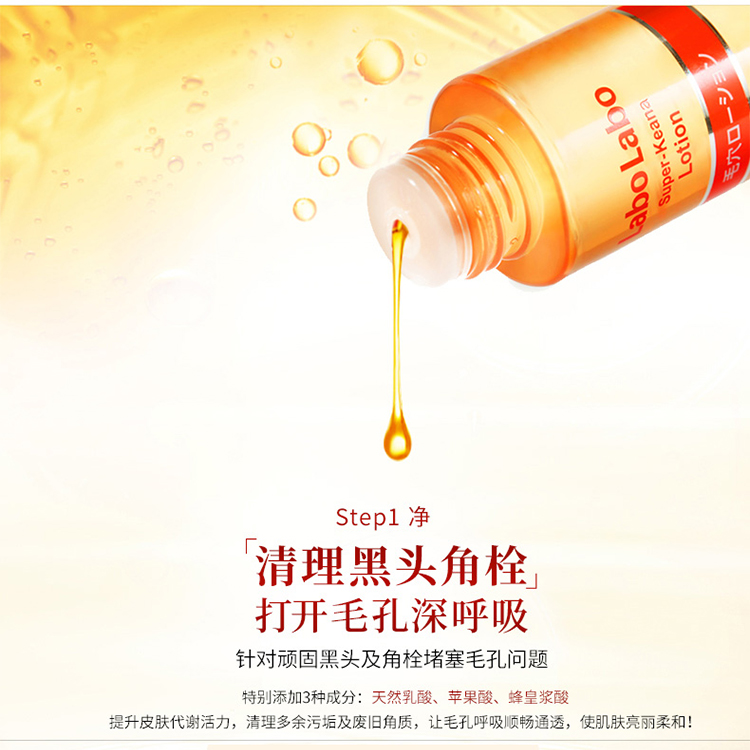 Labo Labo
Super-Keana
Lotion
毛穴ローション
Step1 净
「清理黑头角栓」
打开毛孔深呼吸
针对顽固黑头及角栓堵塞毛孔问题
特别添加3种成分：天然乳酸、苹果酸、蜂皇浆酸
提升皮肤代谢活力，清理多余污垢及废旧角质，让毛孔呼吸顺畅通透，使肌肤亮丽柔和！